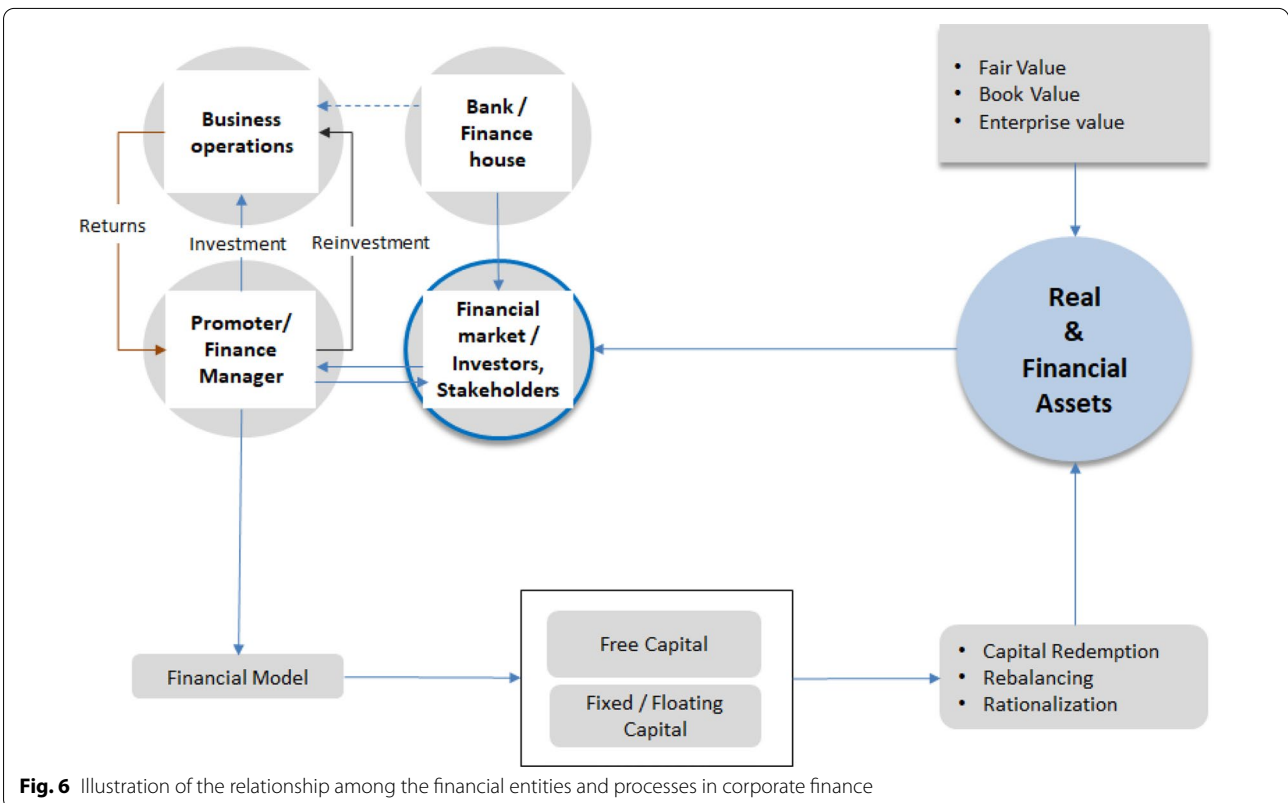 Business
operations
Bank /
Finance
house
• Fair Value
• Book Value
• Enterprise value
Returns
Investment
Reinvestment
Promoter/
Finance
Manager
Financial
market /
Investors,
Stakeholders
Real
&
Financial
Assets
Financial Model
Free Capital
Fixed / Floating
Capital
• Capital Redemption
• Rebalancing
• Rationalization
Fig. 6 Illustration of the relationship among the financial entities and processes in corporate finance